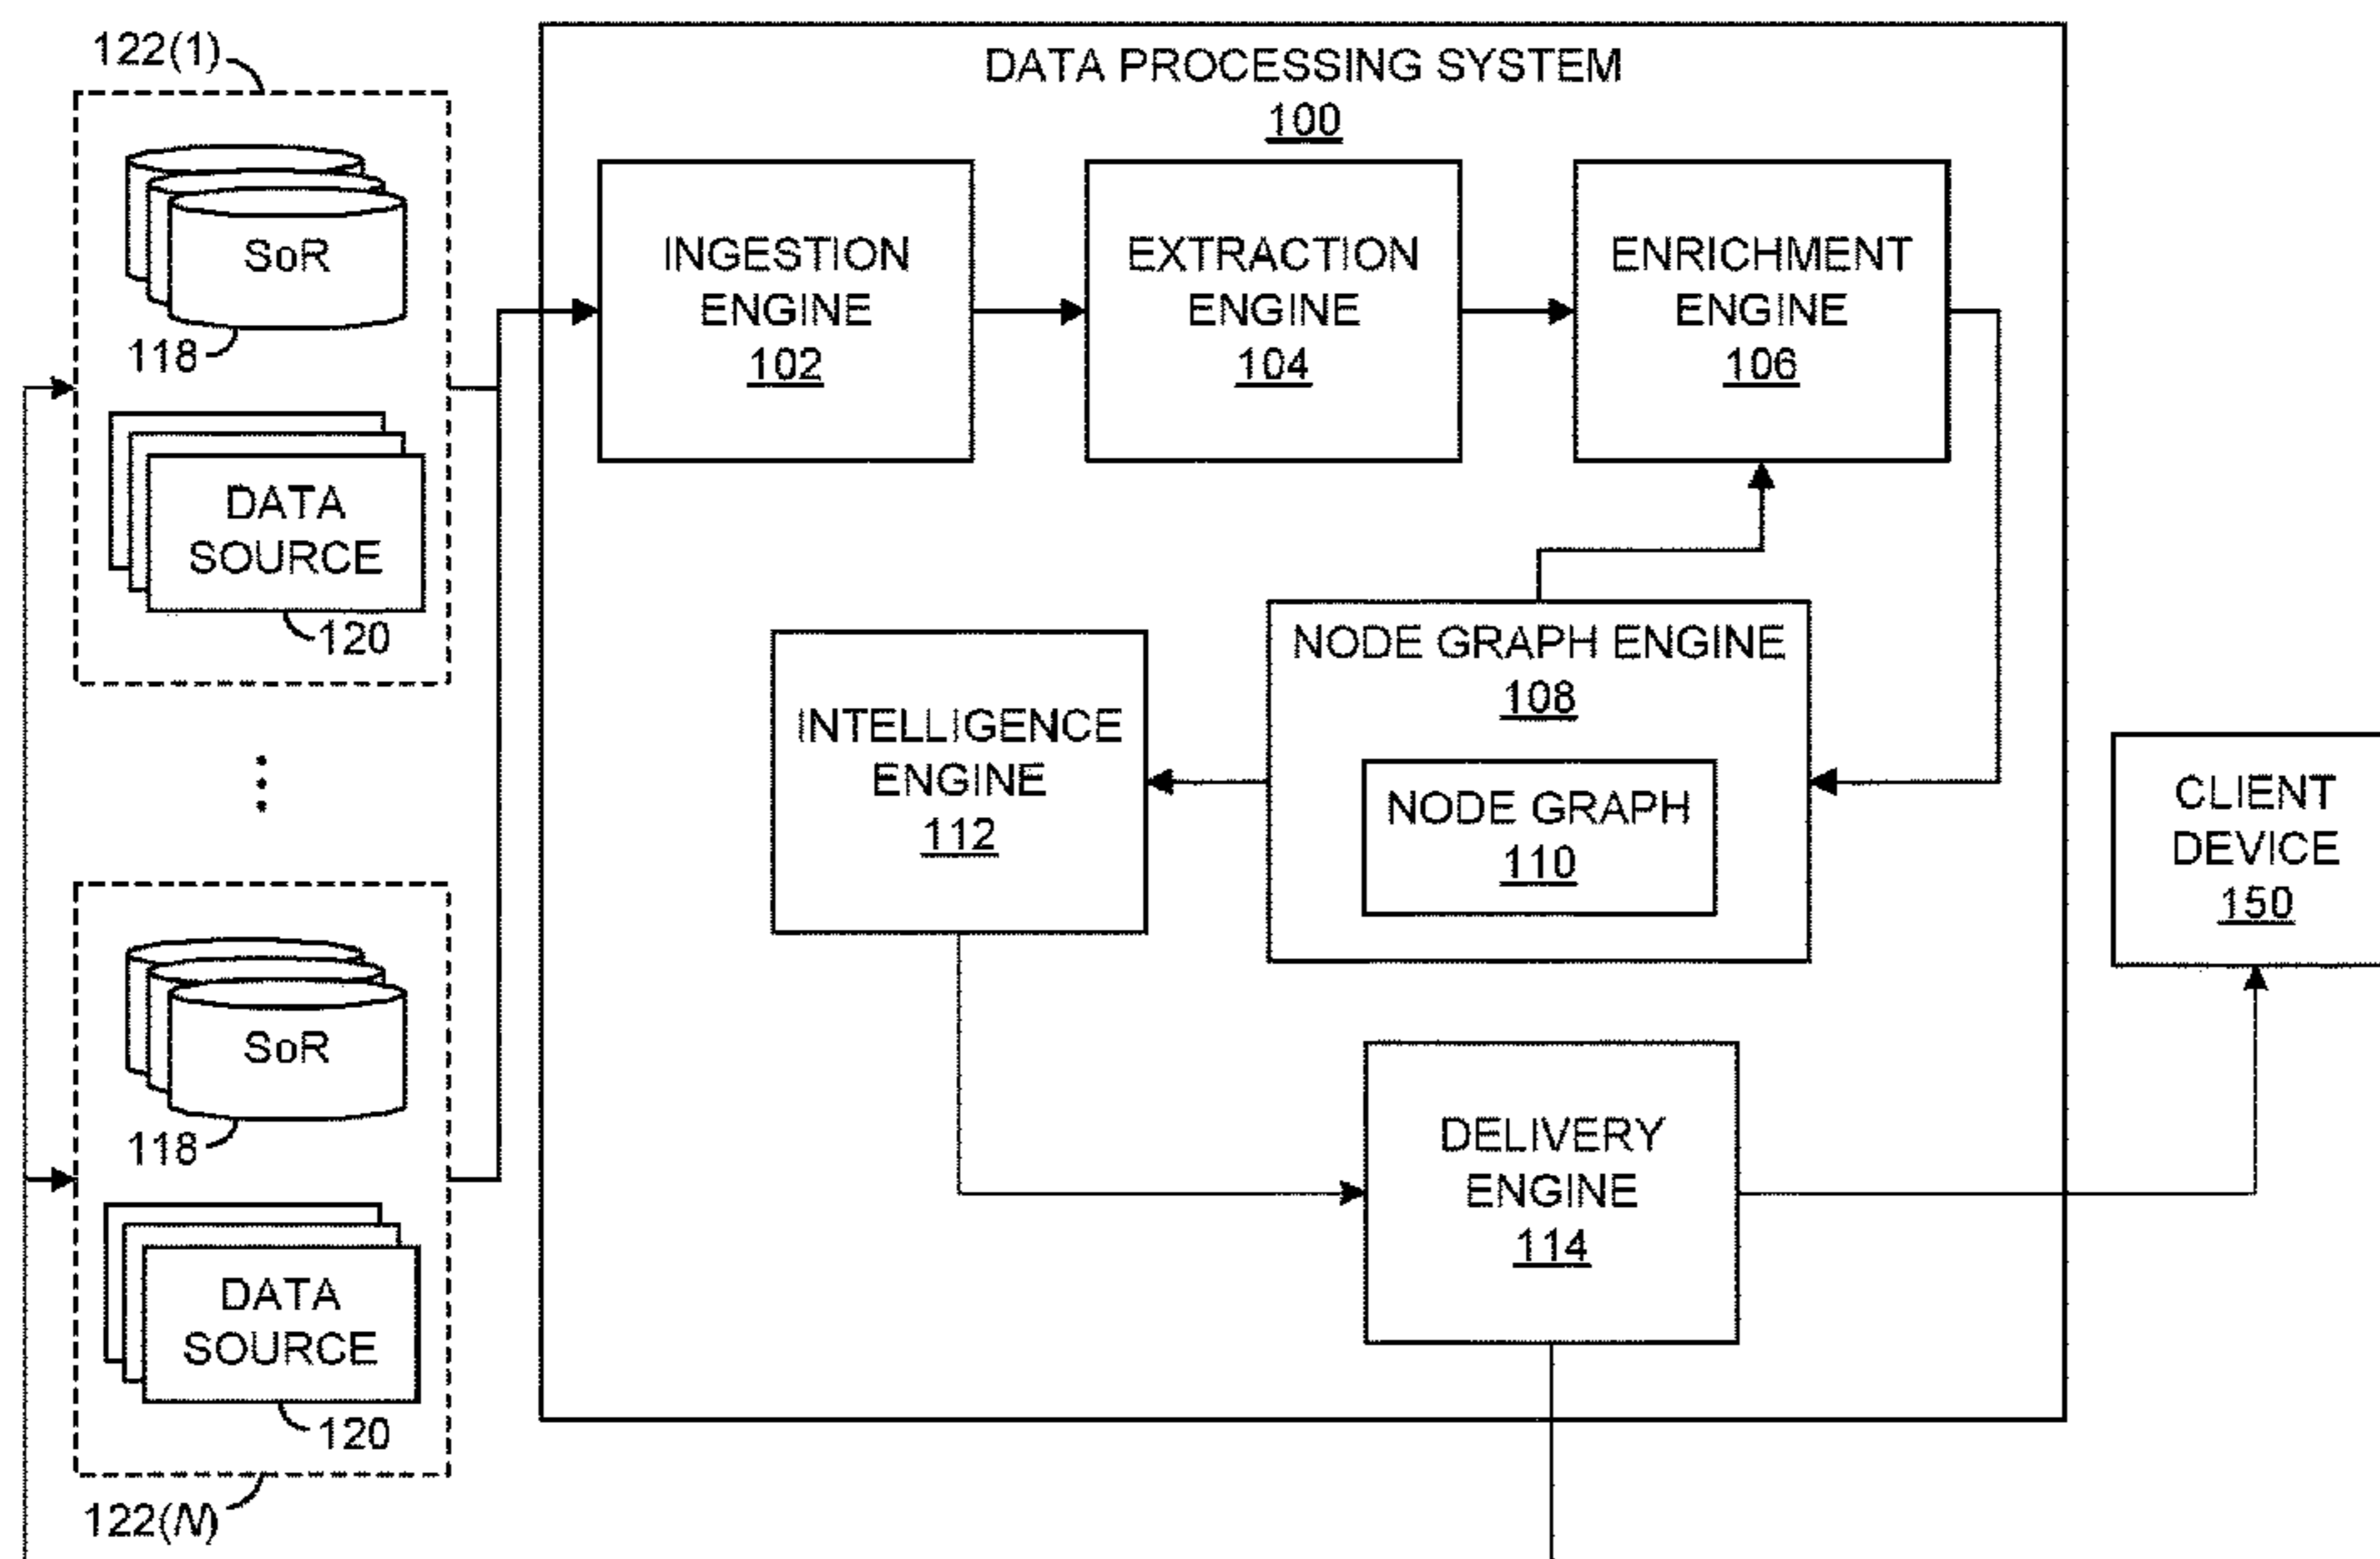 122(1)
SoR
118
DATA
SOURCE
120
SoR
118
DATA
SOURCE
120
122(N)
DATA PROCESSING SYSTEM
100
INGESTION
ENGINE
102
EXTRACTION
ENGINE
104
ENRICHMENT
ENGINE
106
NODE GRAPH ENGINE
108
NODE GRAPH
110
INTELLIGENCE
ENGINE
112
DELIVERY
ENGINE
114
CLIENT
DEVICE
150